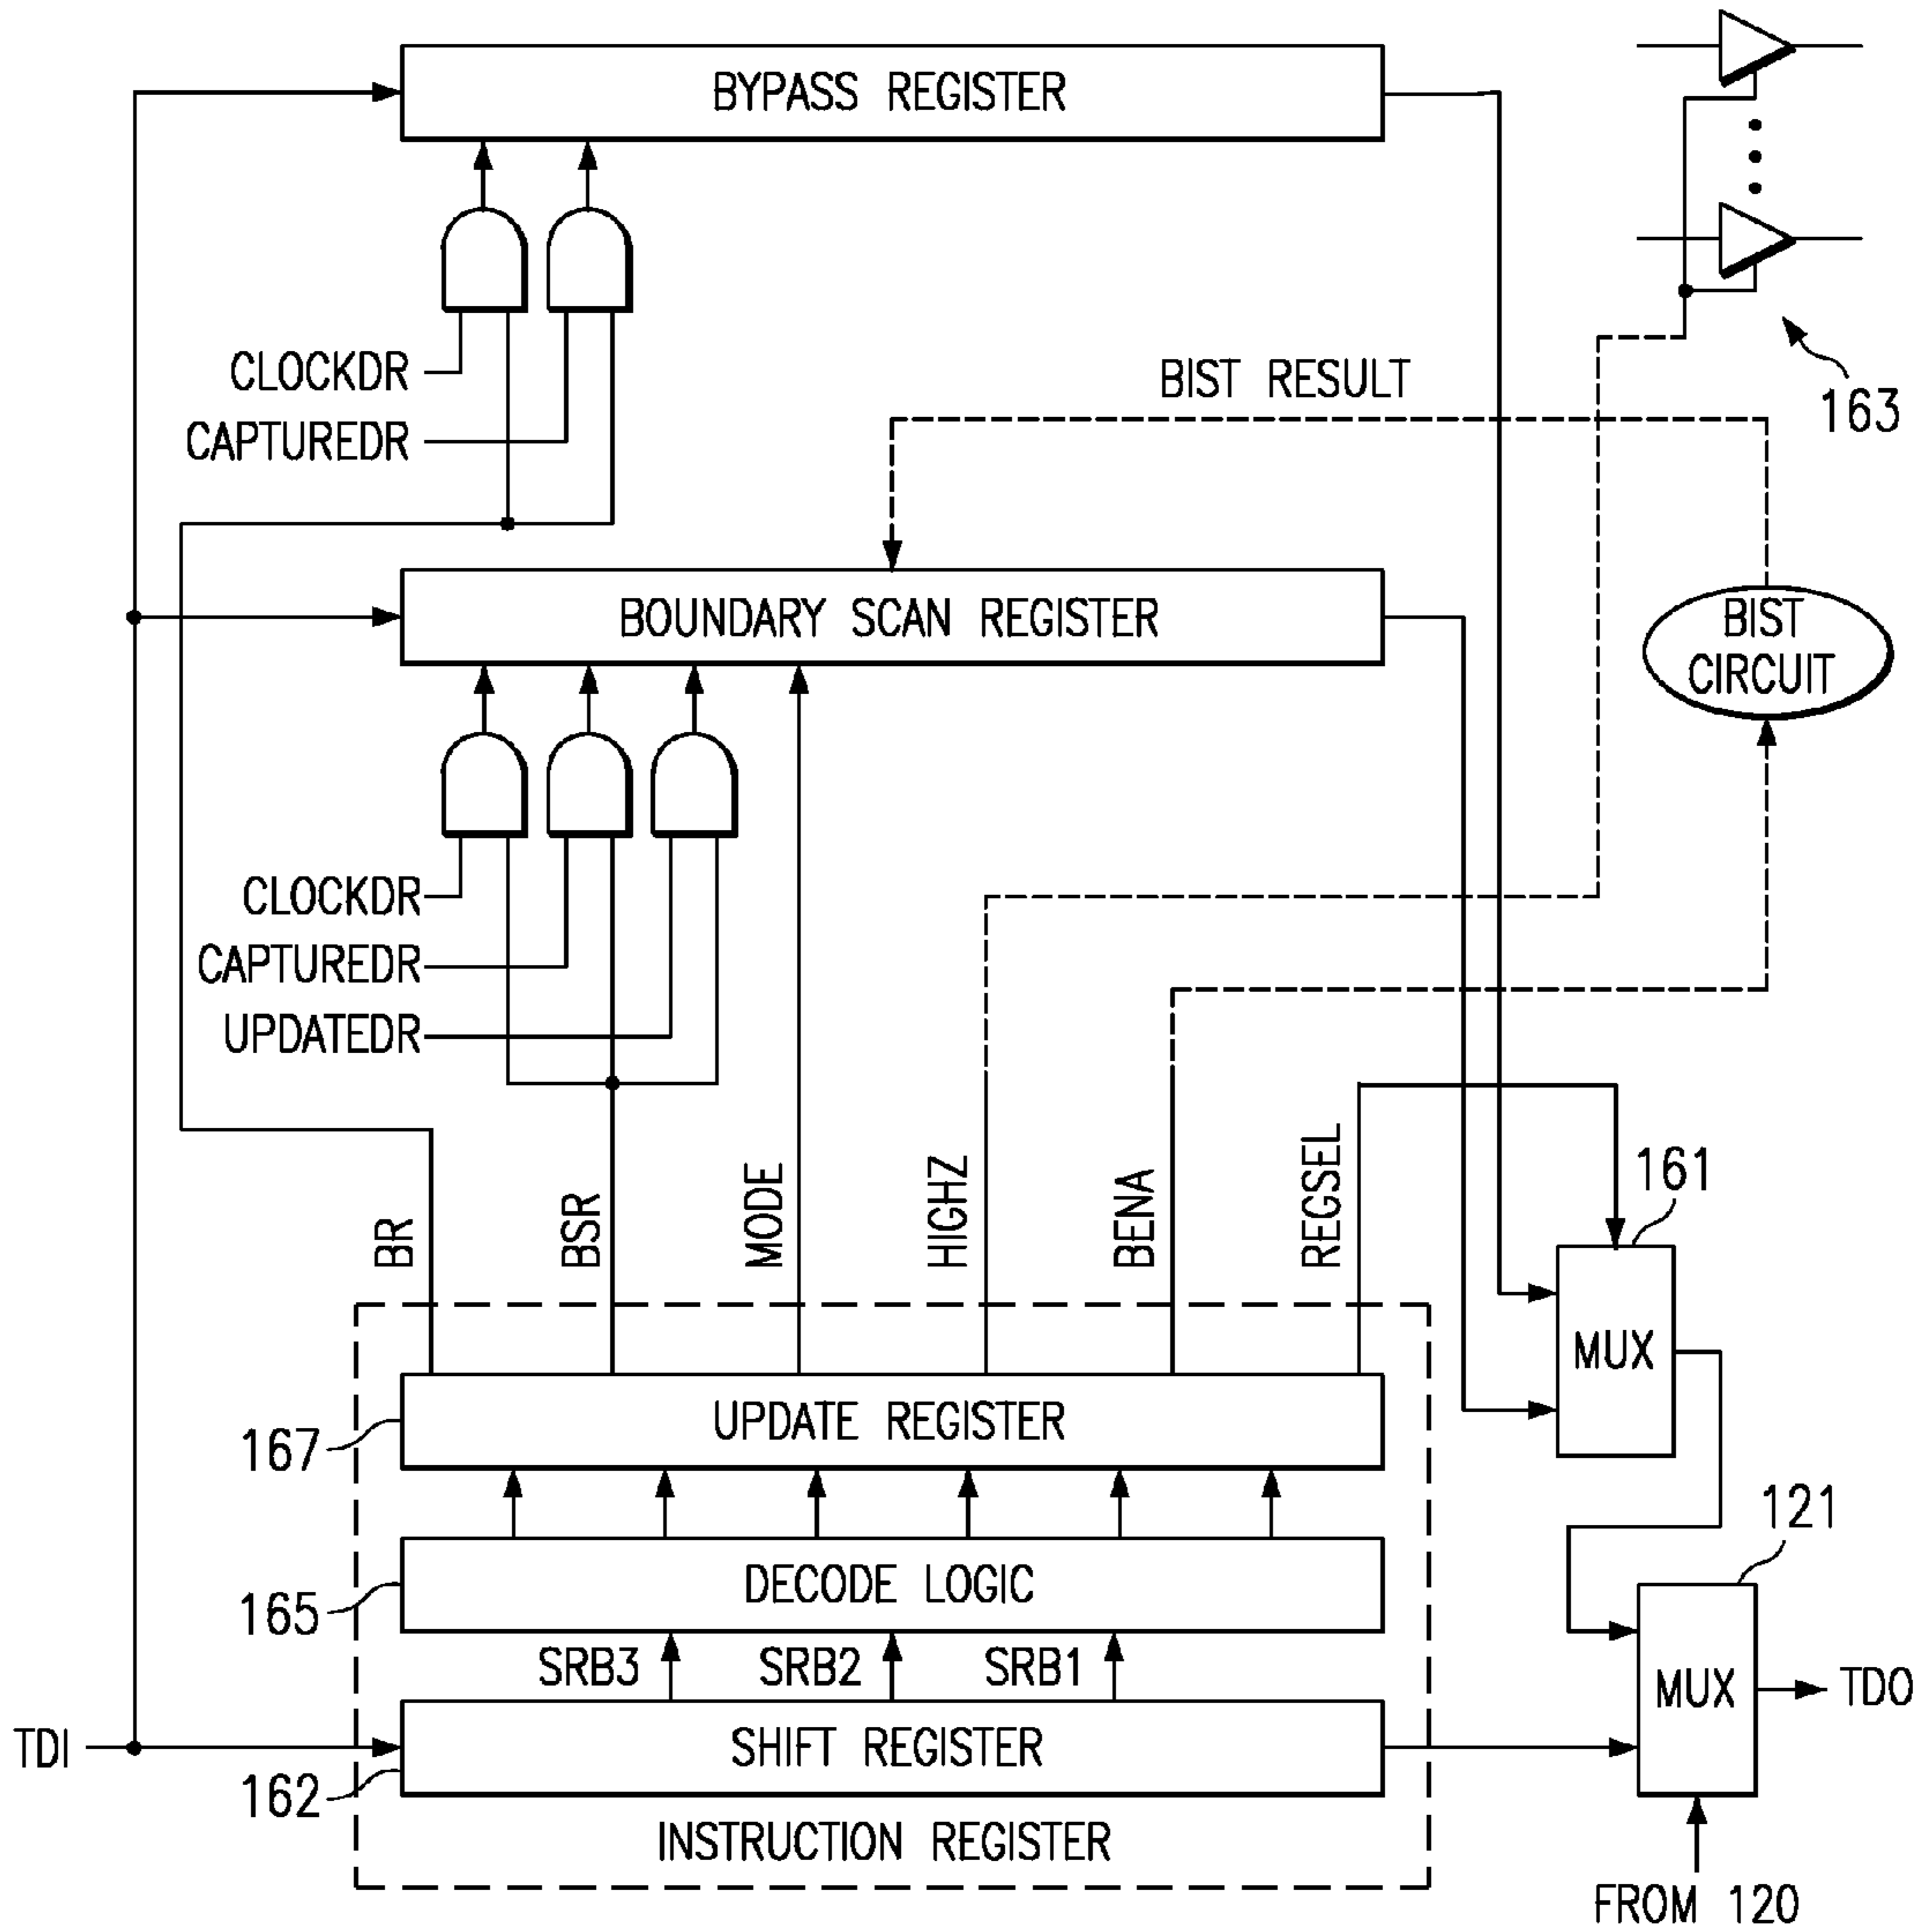 BYPASS REGISTER
CLOCKDR
CAPTUREDR
BIST RESULT
163
BOUNDARY SCAN REGISTER
BIST
CIRCUIT
CLOCKDR
CAPTUREDR
UPDATEDR
BR
BSR
MODE
HIGHZ
BENA
REGSEL
161
MUX
UPDATE REGISTER
167
121
DECODE LOGIC
165
SRB3 SRB2 SRB1
MUX
TDO
TDI
SHIFT REGISTER
162
INSTRUCTION REGISTER
FROM 120